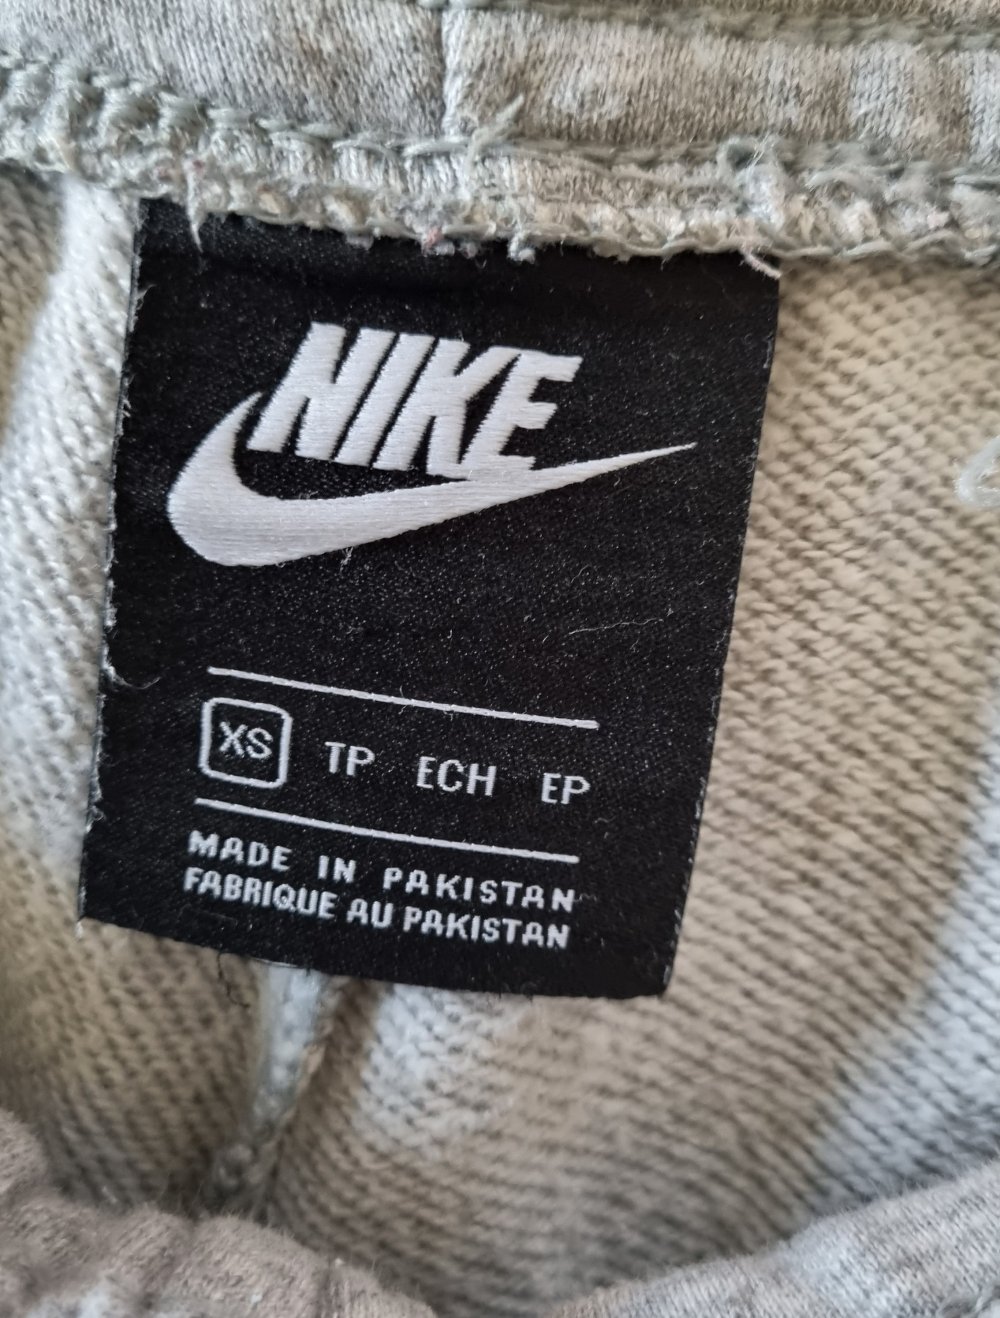 NIKE
XS TP ECH EP
MADE IN PAKISTAN
FABRIQUE AU PAKISTAN